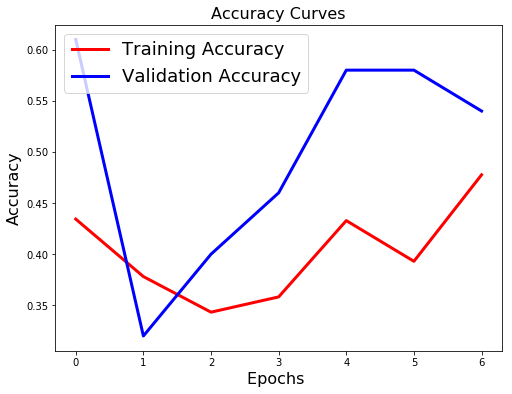 Accuracy Curves
Training Accuracy
Validation Accuracy
Accuracy
0.60
0.55
0.50
0.45
0.40
0.35
0 1 2 3 4 5 6
Epochs